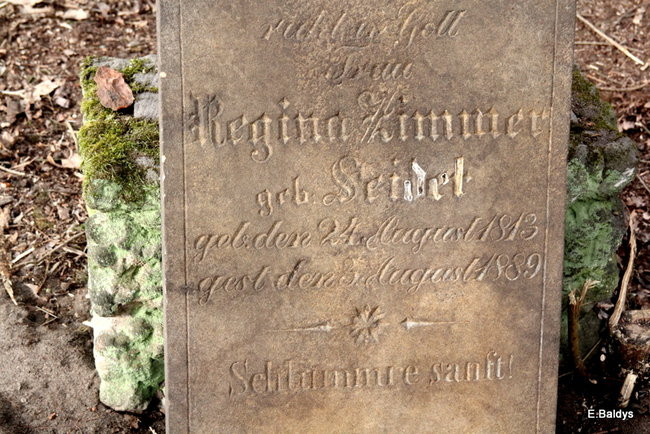 ruht in Gott
Frau
Regina Zimmer
geb. Seidel
geb. den 24. August 1813
gest. den 5. August 1889
Schlummre sanft!
É.Baldys